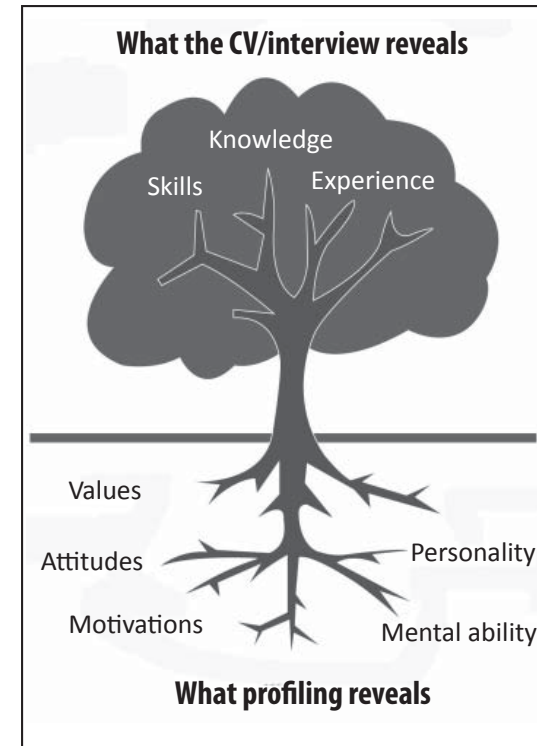 What the CV/interview reveals
Knowledge
Skills
Experience
Values
Attitudes
Personality
Motivations
Mental ability
What profiling reveals